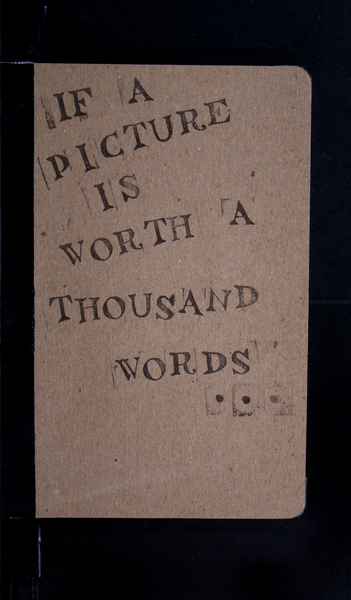 IF A
PICTURE
IS
WORTH A
THOUSAND
WORDS
...